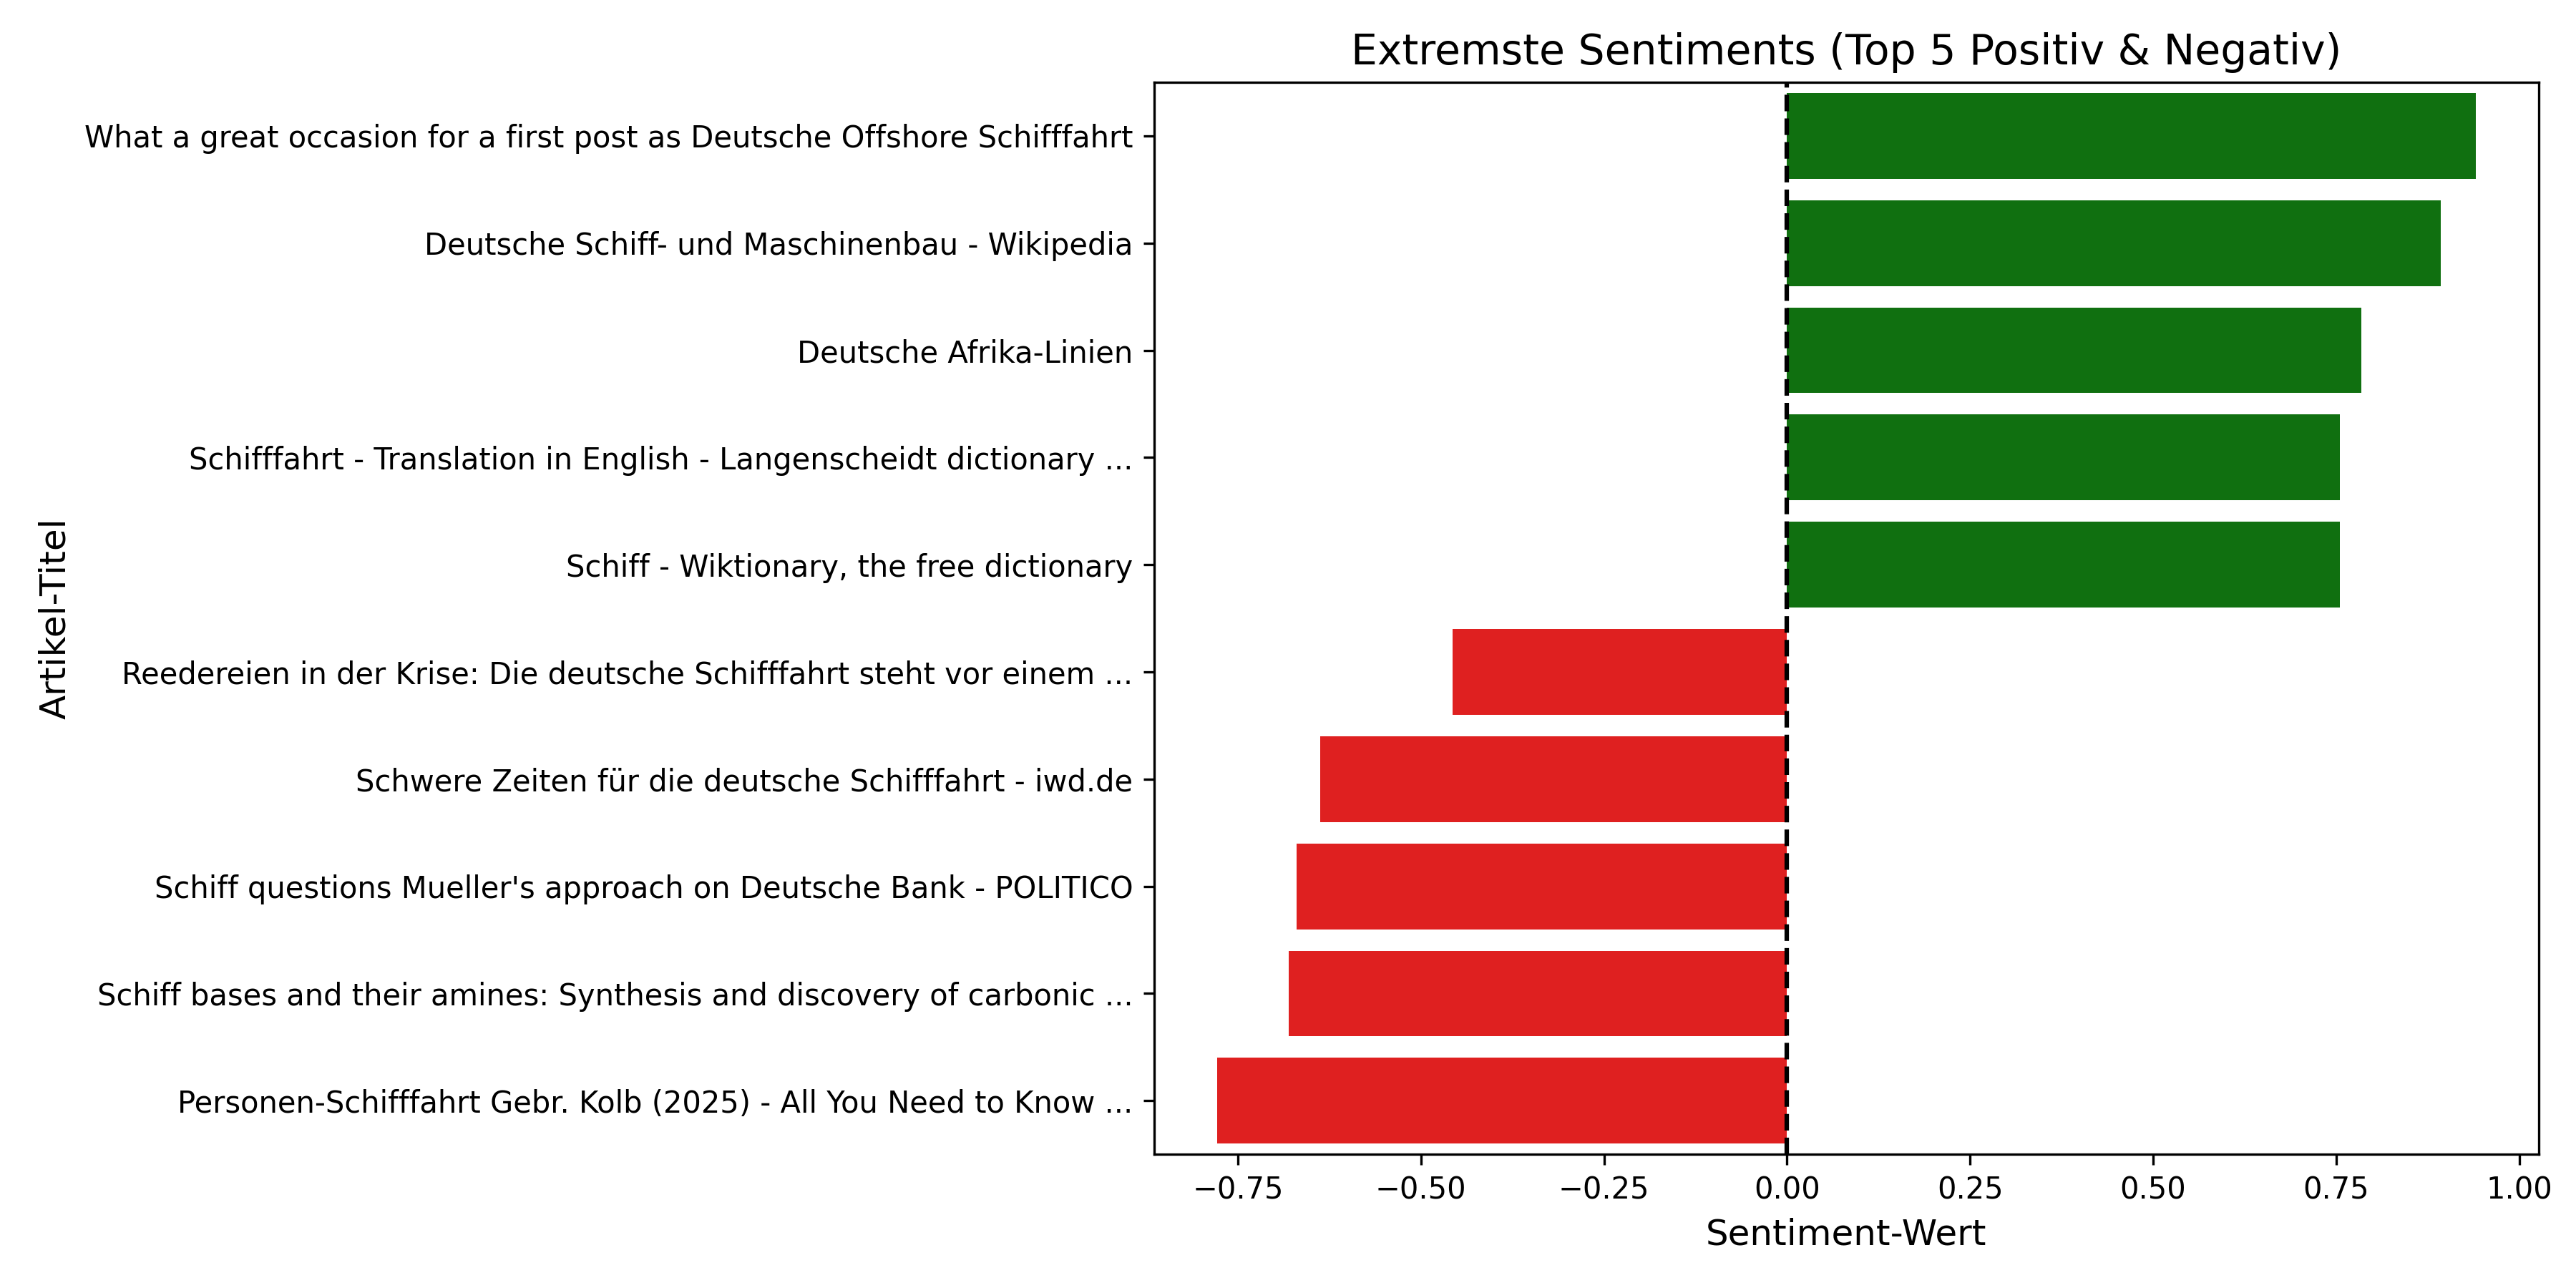 Extremste Sentiments (Top 5 Positiv & Negativ)
What a great occasion for a first post as Deutsche Offshore Schifffahrt
Deutsche Schiff- und Maschinenbau - Wikipedia
Deutsche Afrika-Linien
Schifffahrt - Translation in English - Langenscheidt dictionary ...
Schiff - Wiktionary, the free dictionary
Reedereien in der Krise: Die deutsche Schifffahrt steht vor einem ...
Schwere Zeiten für die deutsche Schifffahrt - iwd.de
Schiff questions Mueller's approach on Deutsche Bank - POLITICO
Schiff bases and their amines: Synthesis and discovery of carbonic ...
Personen-Schifffahrt Gebr. Kolb (2025) - All You Need to Know ...
Artikel-Titel
−0.75 −0.50 −0.25 0.00 0.25 0.50 0.75 1.00
Sentiment-Wert